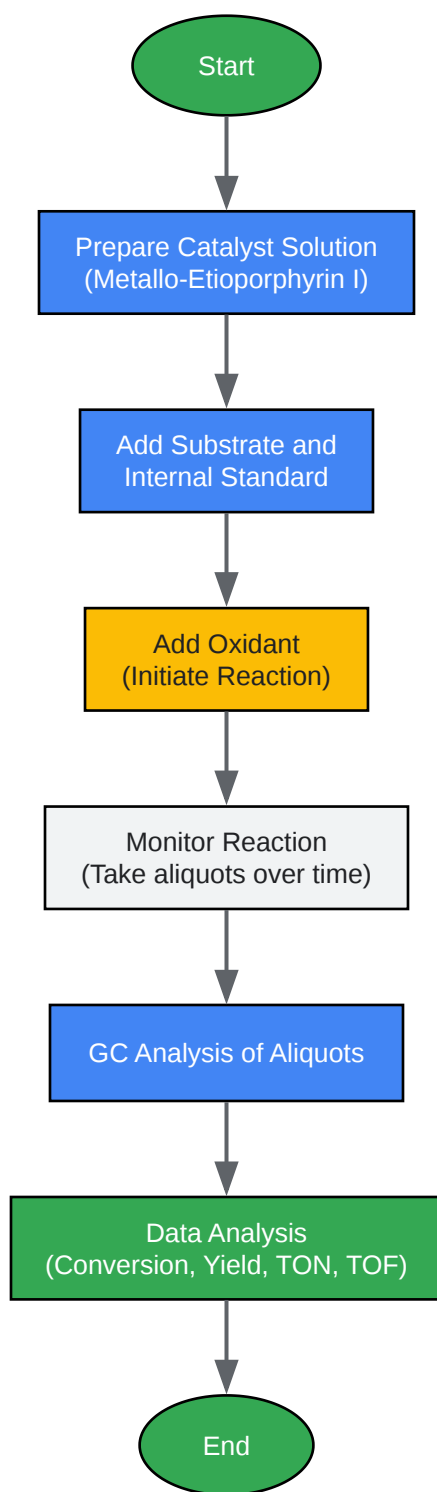 Start
Prepare Catalyst Solution
(Metallo-Etioporphyrin I)
Add Substrate and
Internal Standard
Add Oxidant
(Initiate Reaction)
Monitor Reaction
(Take aliquots over time)
GC Analysis of Aliquots
Data Analysis
(Conversion, Yield, TON, TOF)
End